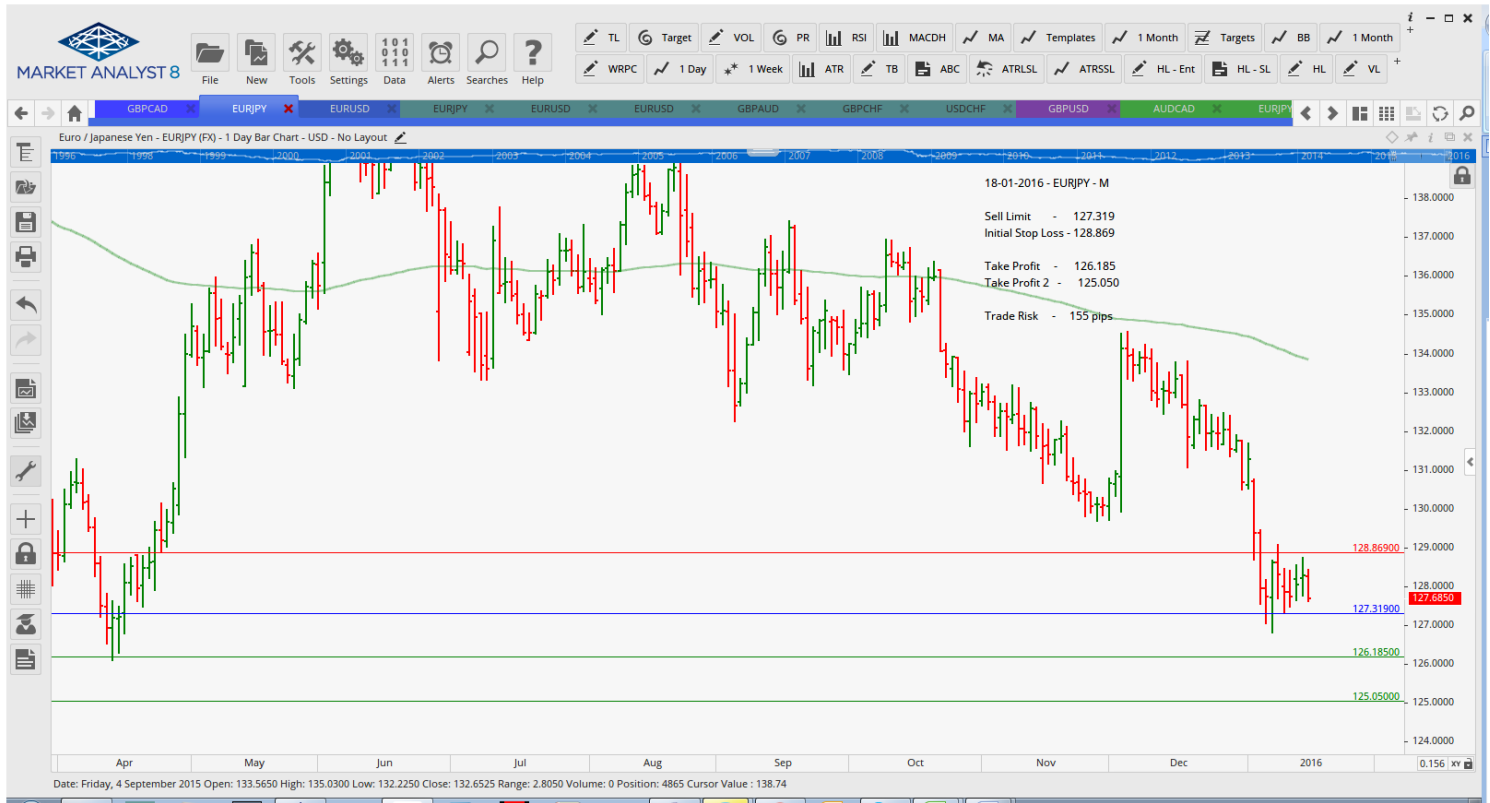 TL Target VOL PR RSI MACDH MA Templates 1 Month Targets BB 1 Month
MARKET ANALYST 8
File New Tools Settings Data Alerts Searches Help
WRPC 1 Day 1 Week ATR TB ABC ATRLSL ATRSSL HL - Ent HL - SL HL VL
GBPCAD EURJPY EURUSD EURJPY EURUSD EURUSD GBPAUD GBPCHF USDCHF GBPUSD AUDCAD EURJPY
Euro / Japanese Yen - EURJPY (FX) - 1 Day Bar Chart - USD - No Layout
1996 1998 1999 2000 2001 2002 2003 2004 2005 2006 2007 2008 2009 2010 2011 2012 2013 2014 2015 2016
18-01-2016 - EURJPY - M
Sell Limit - 127.319
Initial Stop Loss - 128.869
Take Profit - 126.185
Take Profit 2 - 125.050
Trade Risk - 155 pips
138.0000
137.0000
136.0000
135.0000
134.0000
133.0000
132.0000
131.0000
130.0000
129.0000
128.86900
128.0000
127.6850
127.31900
127.0000
126.18500
126.0000
125.05000
125.0000
124.0000
Apr May Jun Jul Aug Sep Oct Nov Dec 2016
0.156 XY
Date: Friday, 4 September 2015 Open: 133.5650 High: 135.0300 Low: 132.2250 Close: 132.6525 Range: 2.8050 Volume: 0 Position: 4865 Cursor Value : 138.74